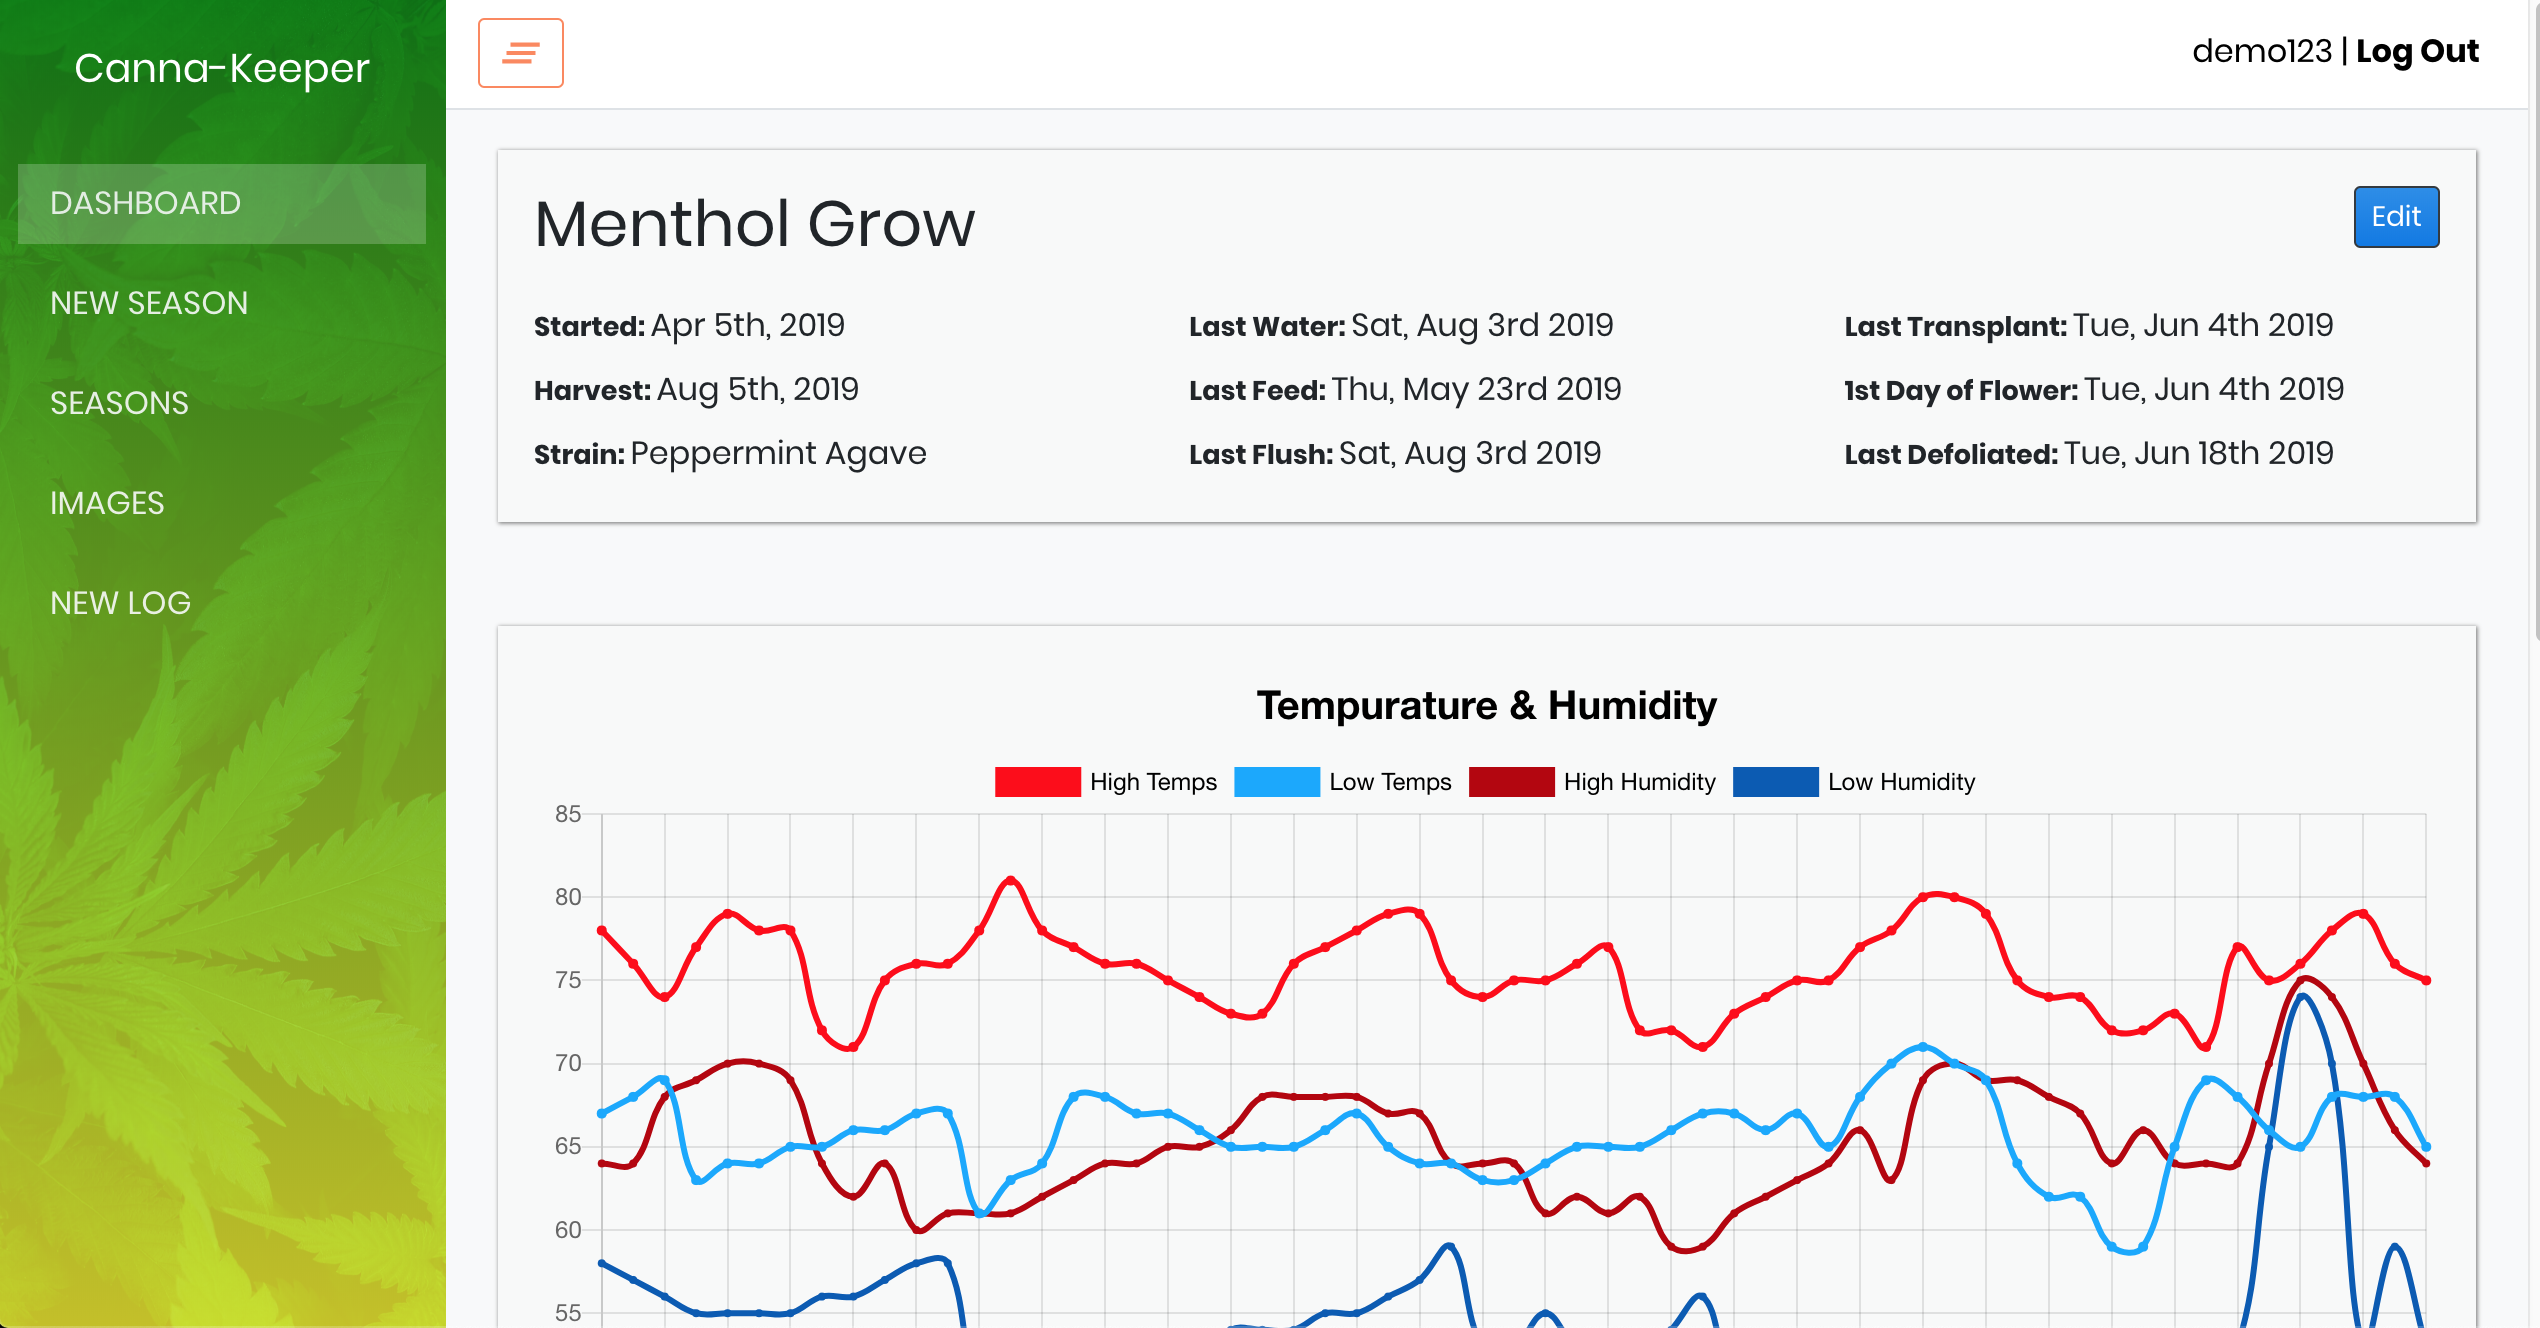 Canna-Keeper
demo123 | Log Out
DASHBOARD
NEW SEASON
SEASONS
IMAGES
NEW LOG
Menthol Grow
Edit
Started: Apr 5th, 2019
Last Water: Sat, Aug 3rd 2019
Last Transplant: Tue, Jun 4th 2019
Harvest: Aug 5th, 2019
Last Feed: Thu, May 23rd 2019
1st Day of Flower: Tue, Jun 4th 2019
Strain: Peppermint Agave
Last Flush: Sat, Aug 3rd 2019
Last Defoliated: Tue, Jun 18th 2019
Tempurature & Humidity
High Temps Low Temps High Humidity Low Humidity
85
80
75
70
65
60
55